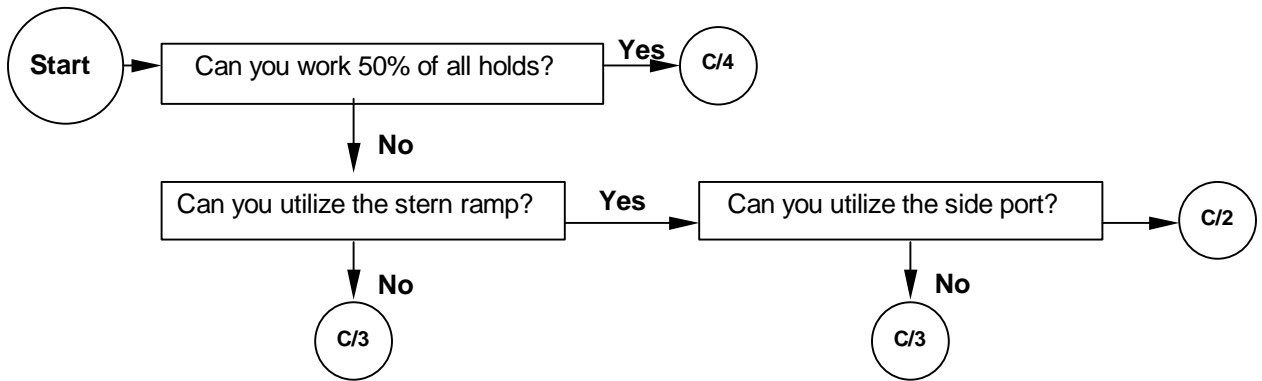 Start
Can you work 50% of all holds?
Yes
C/4
No
Can you utilize the stern ramp?
Yes
Can you utilize the side port?
C/2
No
C/3
No
C/3